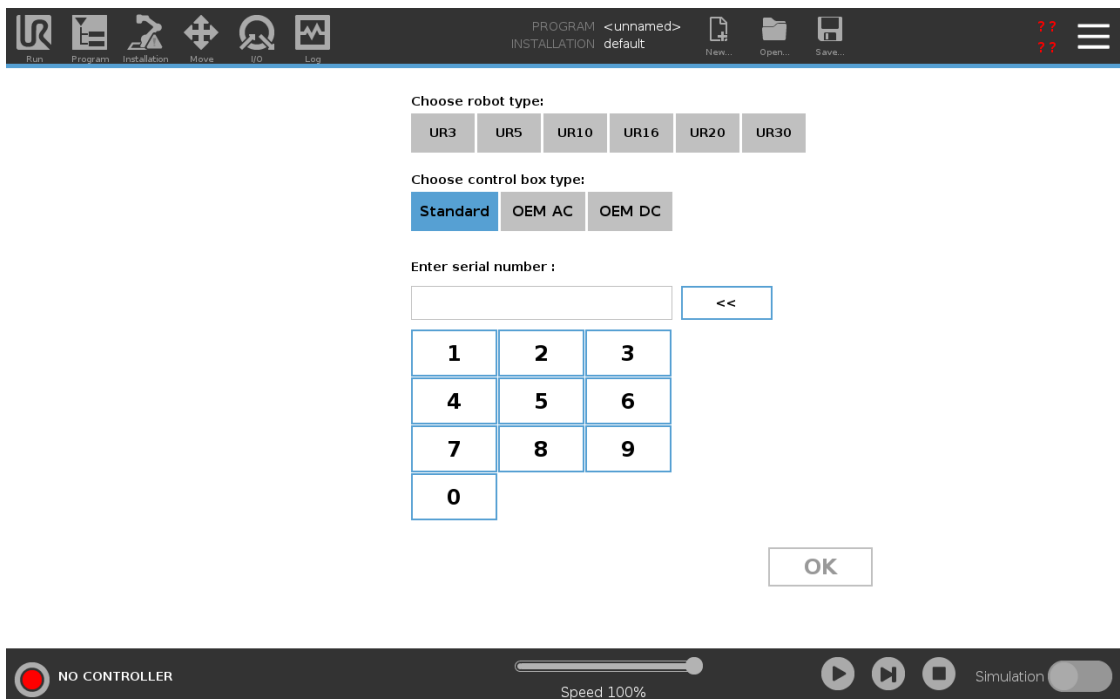 PROGRAM <unnamed>
INSTALLATION default
? ?
? ?
Run Program Installation Move I/O Log New... Open... Save...
Choose robot type:
UR3 UR5 UR10 UR16 UR20 UR30
Choose control box type:
Standard OEM AC OEM DC
Enter serial number :
<<
1 2 3
4 5 6
7 8 9
0
OK
NO CONTROLLER
Speed 100%
Simulation